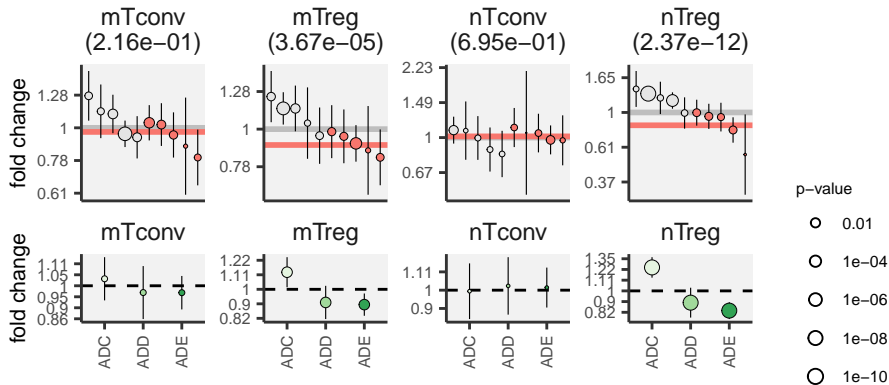 mTconv
(2.16e−01)
mTreg
(3.67e−05)
nTconv
(6.95e−01)
nTreg
(2.37e−12)
fold change
1.28
1
0.78
0.61
1.28
1
0.78
2.23
1.49
1
0.67
1.65
1
0.61
0.37
mTconv
mTreg
nTconv
nTreg
fold change
1.11
1.05
1
0.95
0.9
0.86
1.22
1.11
1
0.9
0.82
1.11
1
0.9
1.35
1.22
1.11
1
0.9
0.82
ADC
ADD
ADE
ADC
ADD
ADE
ADC
ADD
ADE
ADC
ADD
ADE
p−value
0.01
1e−04
1e−06
1e−08
1e−10